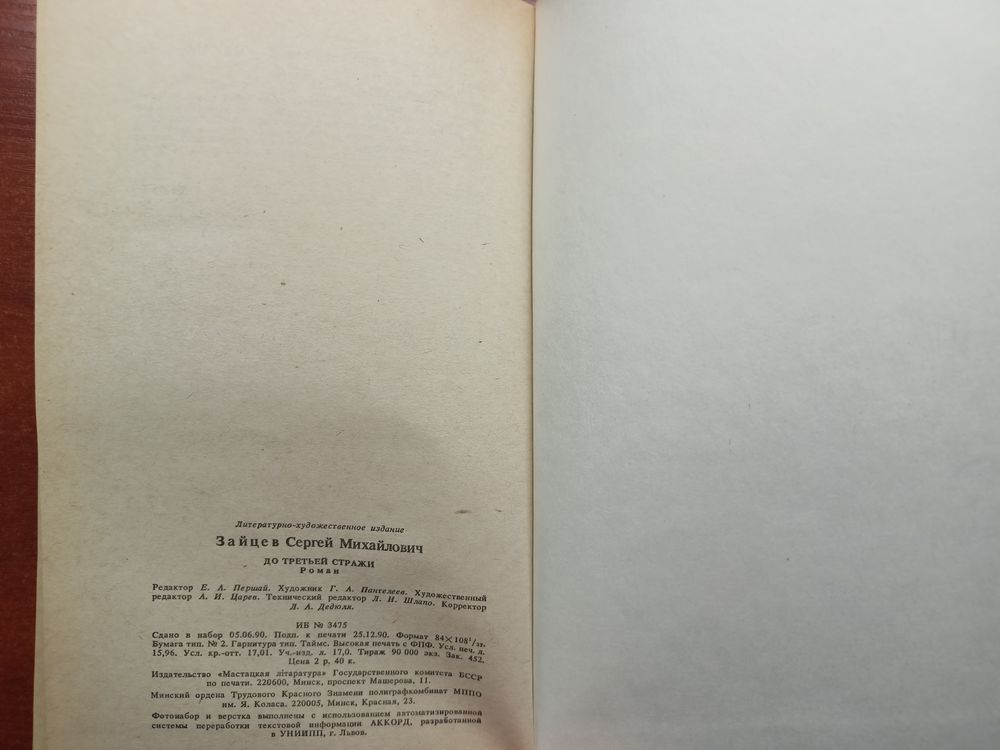 Литературно-художественное издание
Зайцев Сергей Михайлович
ДО ТРЕТЬЕЙ СТРАЖИ
Роман
Редактор Е. А. Першай. Художник Г. А. Пантелеев. Художественный
редактор А. И. Царев. Технический редактор Л. Н. Шлапо. Корректор
Л. А. Дедюля.
ИБ № 3475
Сдано в набор 05.06.90. Подп. к печати 25.12.90. Формат 84×108¹/₃₂.
Бумага тип. № 2. Гарнитура тип. Таймс. Высокая печать с ФПФ. Усл. печ. л.
15,96. Усл. кр.-отт. 17,01. Уч.-изд. л. 17,0. Тираж 90 000 экз. Зак. 452.
Цена 2 р. 40 к.
Издательство «Мастацкая літаратура» Государственного комитета БССР
по печати. 220600, Минск, проспект Машерова, 11.
Минский ордена Трудового Красного Знамени полиграфкомбинат МППО
им. Я. Коласа. 220005, Минск, Красная, 23.
Фотонабор и верстка выполнены с использованием автоматизированной
системы переработки текстовой информации АККОРД, разработанной
в УНИИПП, г. Львов.